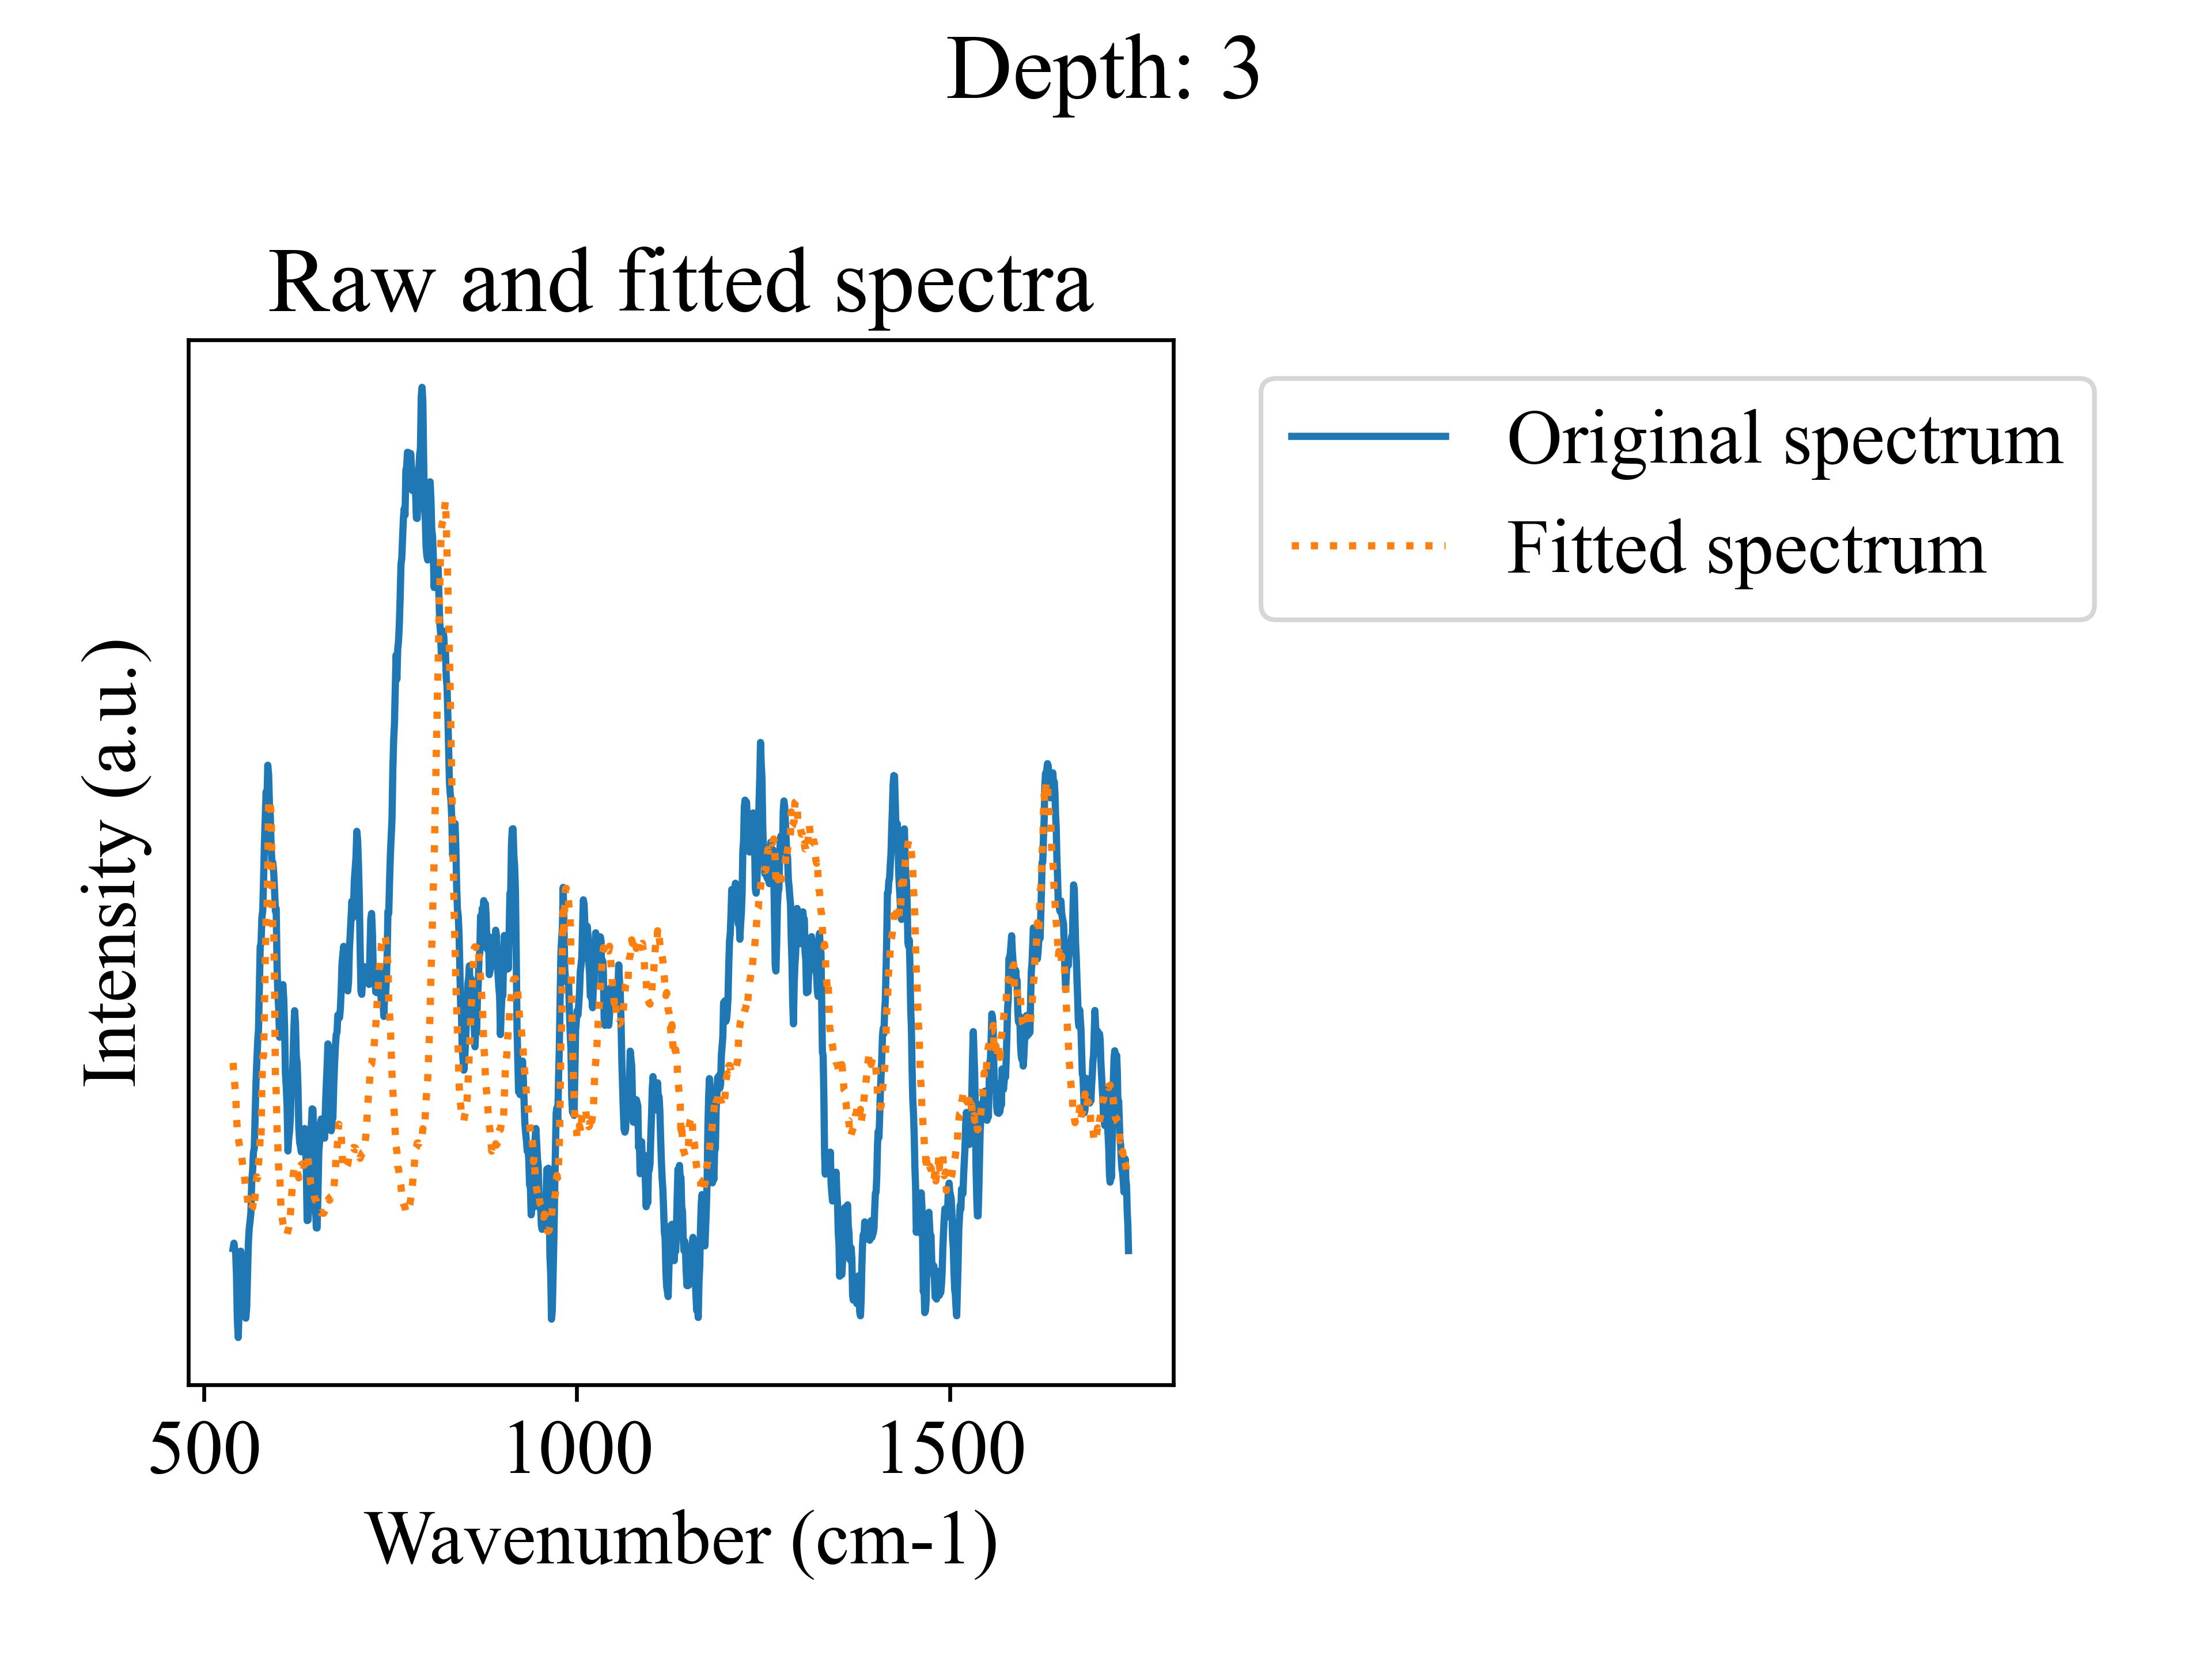 Depth: 3
Raw and fitted spectra
Original spectrum
Fitted spectrum
Intensity (a.u.)
500 1000 1500
Wavenumber (cm-1)